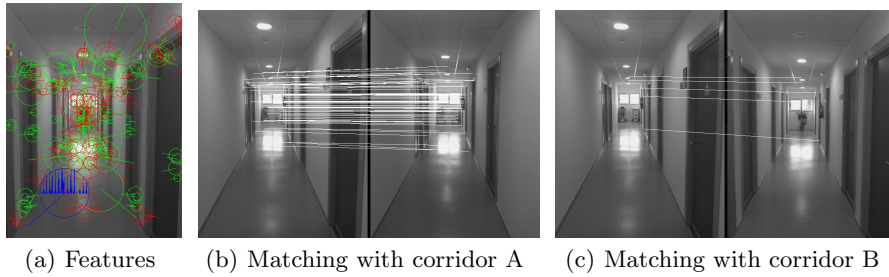 (a) Features
(b) Matching with corridor A
(c) Matching with corridor B